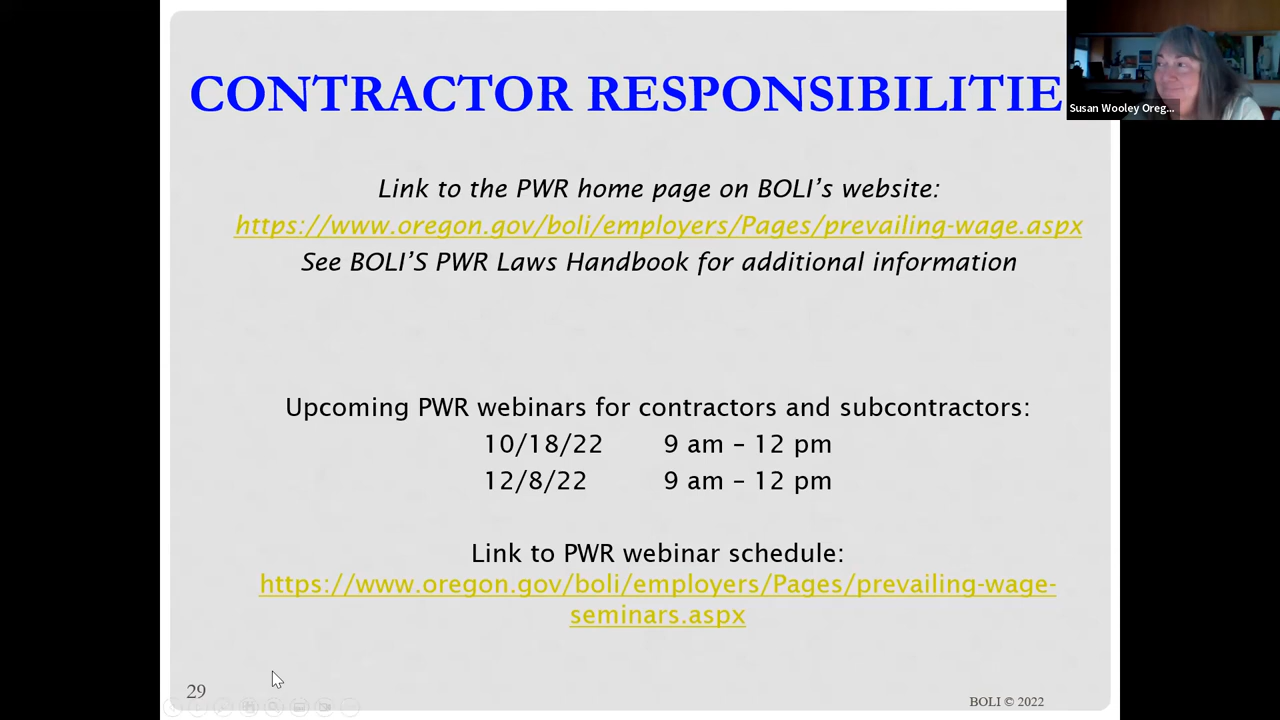 CONTRACTOR RESPONSIBILITIE
Susan Wooley Oreg...
Link to the PWR home page on BOLI’s website:
https://www.oregon.gov/boli/employers/Pages/prevailing-wage.aspx
See BOLI’S PWR Laws Handbook for additional information
Upcoming PWR webinars for contractors and subcontractors:
10/18/22 9 am – 12 pm
12/8/22 9 am – 12 pm
Link to PWR webinar schedule:
https://www.oregon.gov/boli/employers/Pages/prevailing-wage-
seminars.aspx
29
BOLI © 2022